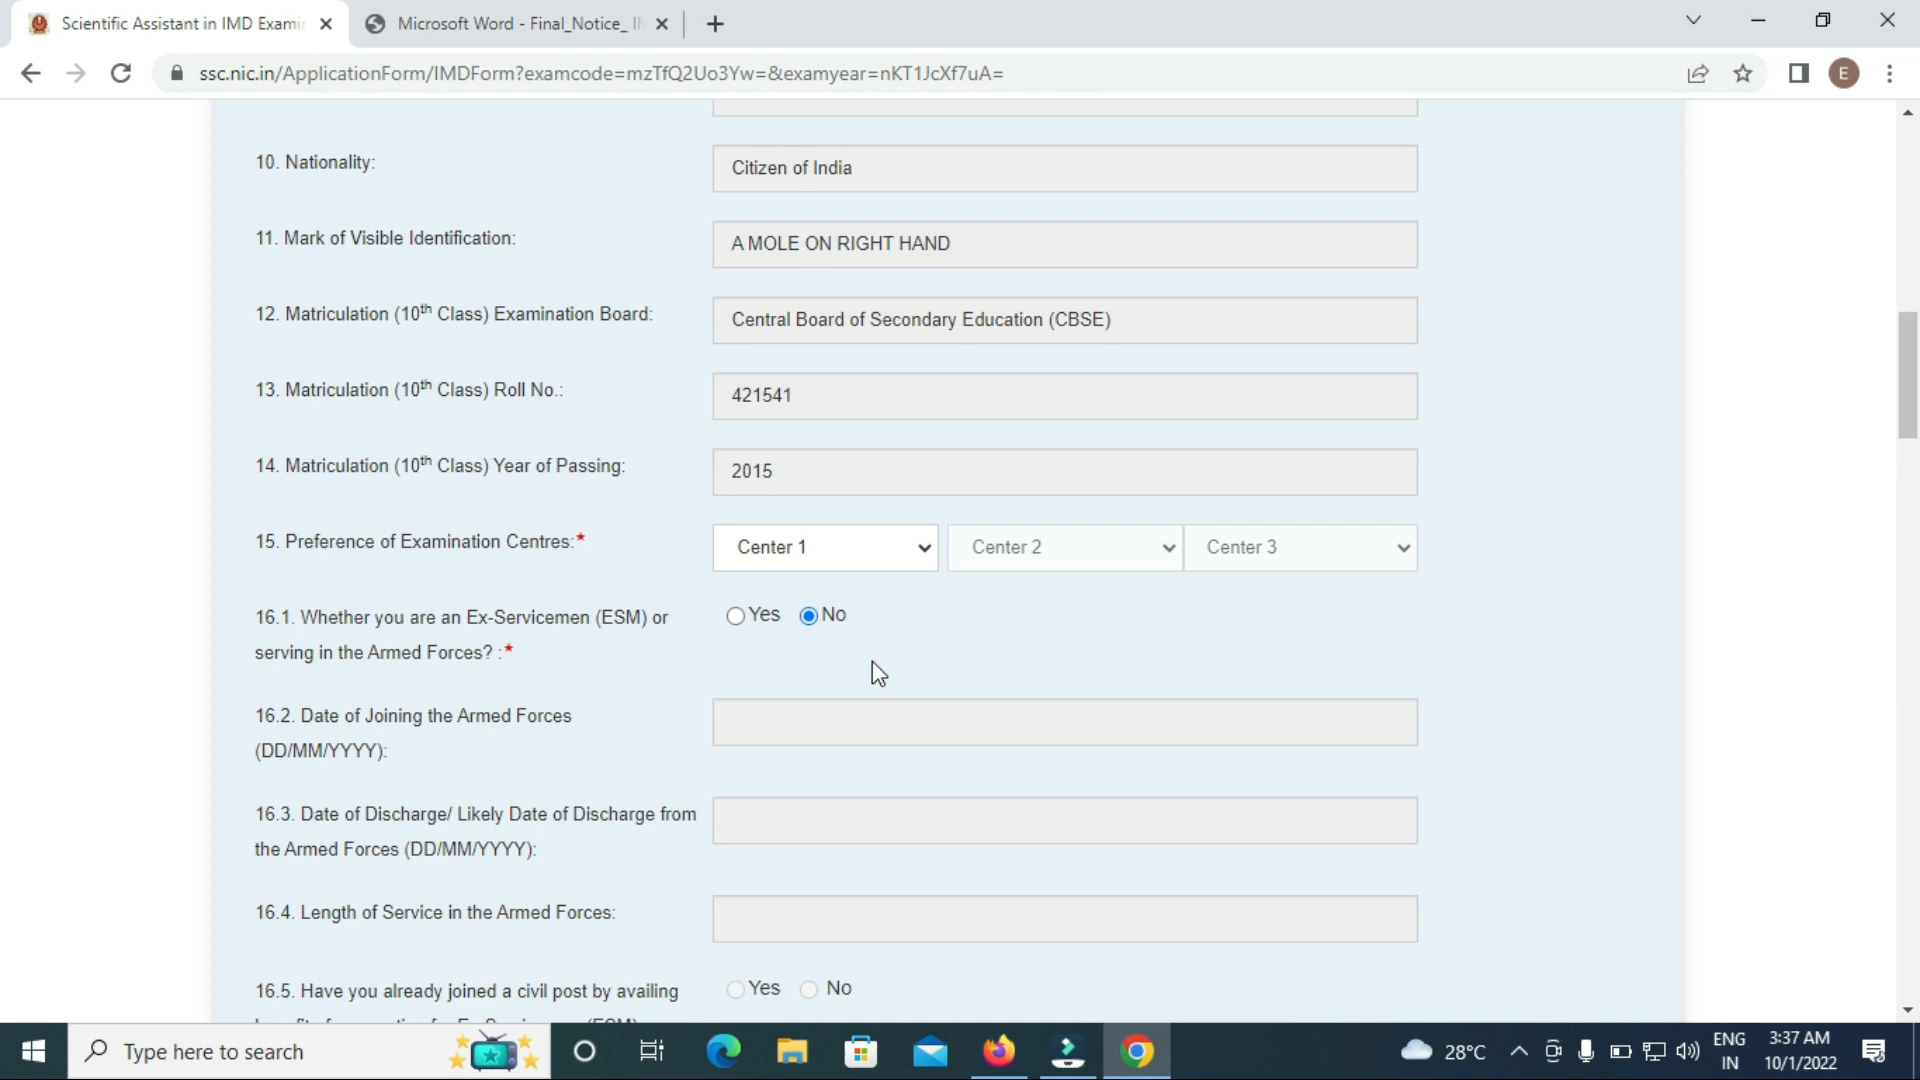 Scientific Assistant in IMD Exami
Microsoft Word - Final_Notice_
ssc.nic.in/ApplicationForm/IMDForm?examcode=mzTfQ2Uo3Yw=&examyear=nKT1JcXf7uA=
E
10. Nationality:
Citizen of India
11. Mark of Visible Identification:
A MOLE ON RIGHT HAND
12. Matriculation (10th Class) Examination Board:
Central Board of Secondary Education (CBSE)
13. Matriculation (10th Class) Roll No.:
421541
14. Matriculation (10th Class) Year of Passing:
2015
15. Preference of Examination Centres:*
Center 1
Center 2
Center 3
16.1. Whether you are an Ex-Servicemen (ESM) or
serving in the Armed Forces? :*
Yes No
16.2. Date of Joining the Armed Forces
(DD/MM/YYYY):
16.3. Date of Discharge/ Likely Date of Discharge from
the Armed Forces (DD/MM/YYYY):
16.4. Length of Service in the Armed Forces:
16.5. Have you already joined a civil post by availing
Yes No
Type here to search
28°C
ENG
IN
3:37 AM
10/1/2022